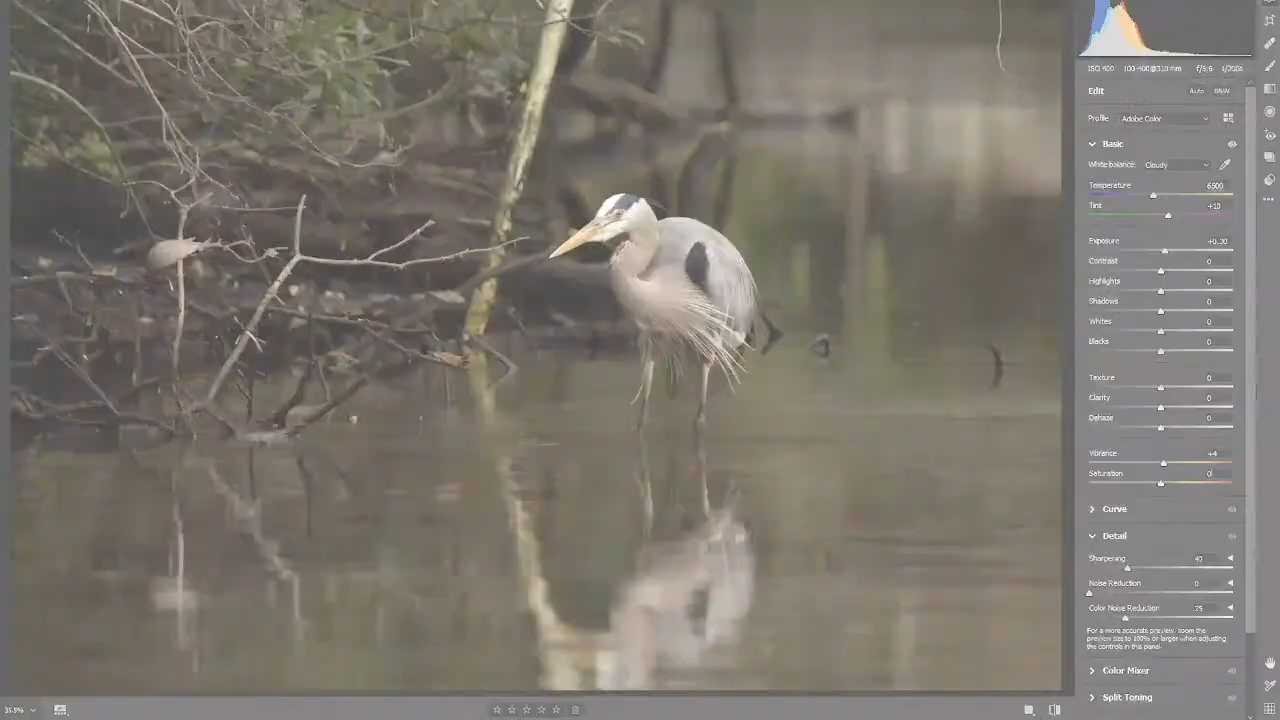 ISO 400 100-400@310 mm f/5.6 1/200s
Edit Auto B&W
Profile Adobe Color
Basic
White balance: Cloudy
Temperature 6500
Tint +10
Exposure +0.30
Contrast 0
Highlights 0
Shadows 0
Whites 0
Blacks 0
Texture 0
Clarity 0
Dehaze 0
Vibrance +4
Saturation 0
Curve
Detail
Sharpening 40
Noise Reduction 0
Color Noise Reduction 25
For a more accurate preview, zoom the
preview size to 100% or larger when adjusting
the controls in this panel.
Color Mixer
Split Toning
35.5%